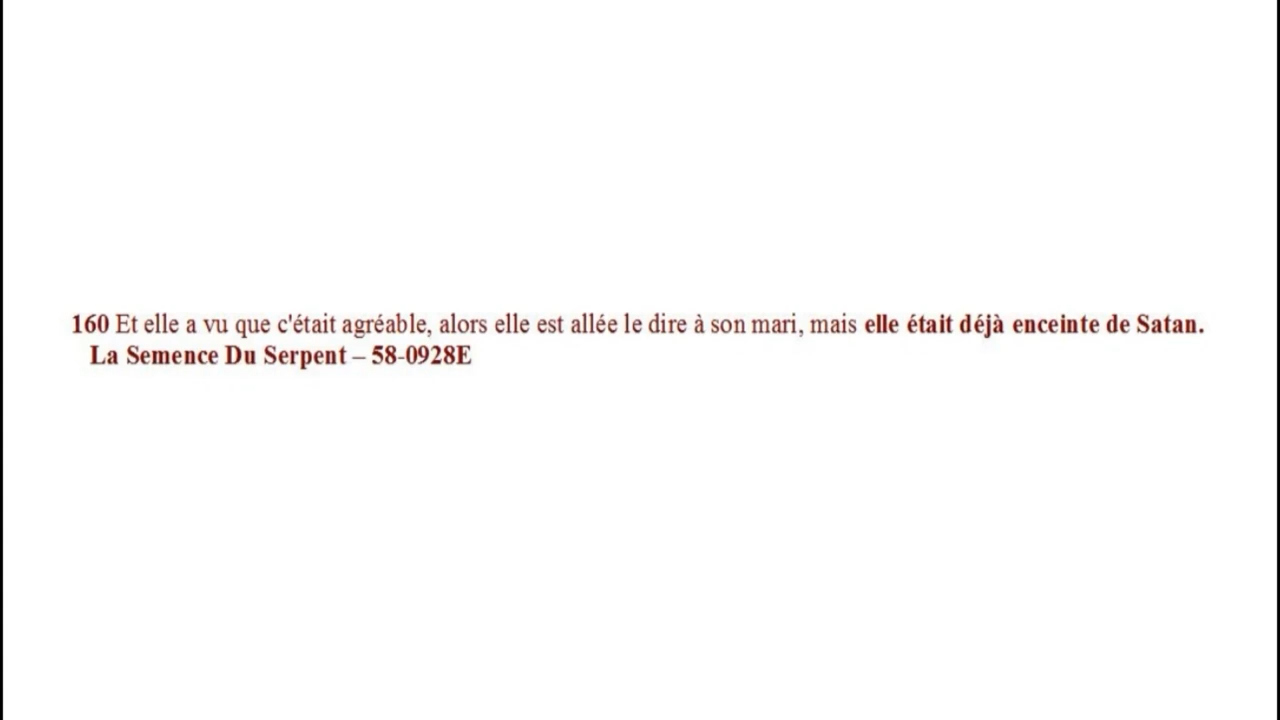 160 Et elle a vu que c'était agréable, alors elle est allée le dire à son mari, mais elle était déjà enceinte de Satan.
La Semence Du Serpent – 58-0928E